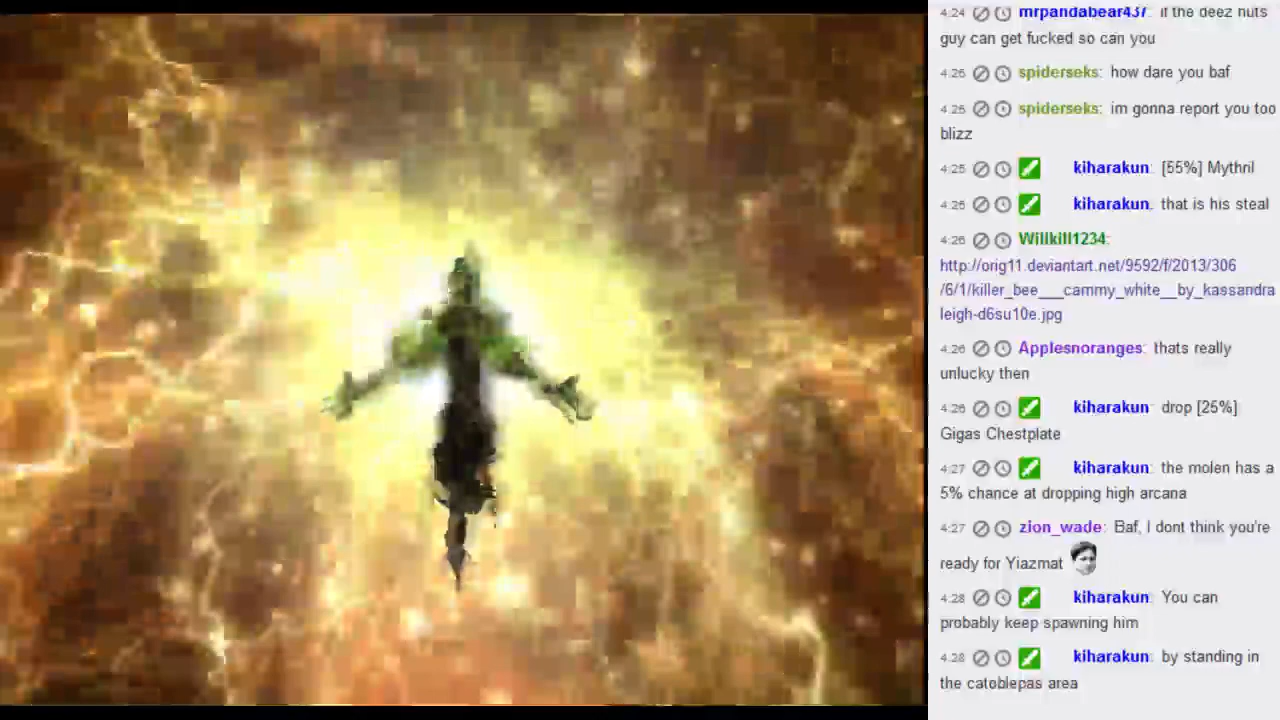 4:24 mrpandabear437: if the deez nuts
guy can get fucked so can you
4:25 spiderseks: how dare you baf
4:25 spiderseks: im gonna report you too
blizz
4:25 kiharakun: [55%] Mythril
4:26 kiharakun: that is his steal
4:26 Willkill1234:
http://orig11.deviantart.net/9592/f/2013/306
/6/1/killer_bee___cammy_white__by_kassandra
leigh-d6su10e.jpg
4:26 Applesnoranges: thats really
unlucky then
4:26 kiharakun: drop [25%]
Gigas Chestplate
4:27 kiharakun: the molen has a
5% chance at dropping high arcana
4:27 zion_wade: Baf, I dont think you're
ready for Yiazmat
4:28 kiharakun: You can
probably keep spawning him
4:28 kiharakun: by standing in
the catoblepas area